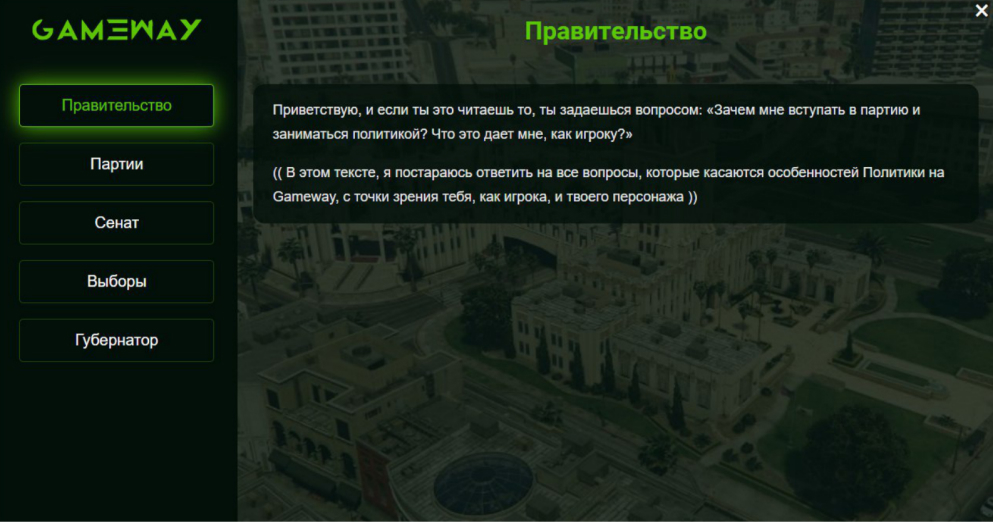 GAMEWAY
Правительство
Партии
Сенат
Выборы
Губернатор
Правительство
Приветствую, и если ты это читаешь то, ты задаешься вопросом: «Зачем мне вступать в партию и
заниматься политикой? Что это дает мне, как игроку?»
(( В этом тексте, я постараюсь ответить на все вопросы, которые касаются особенностей Политики на
Gameway, с точки зрения тебя, как игрока, и твоего персонажа ))